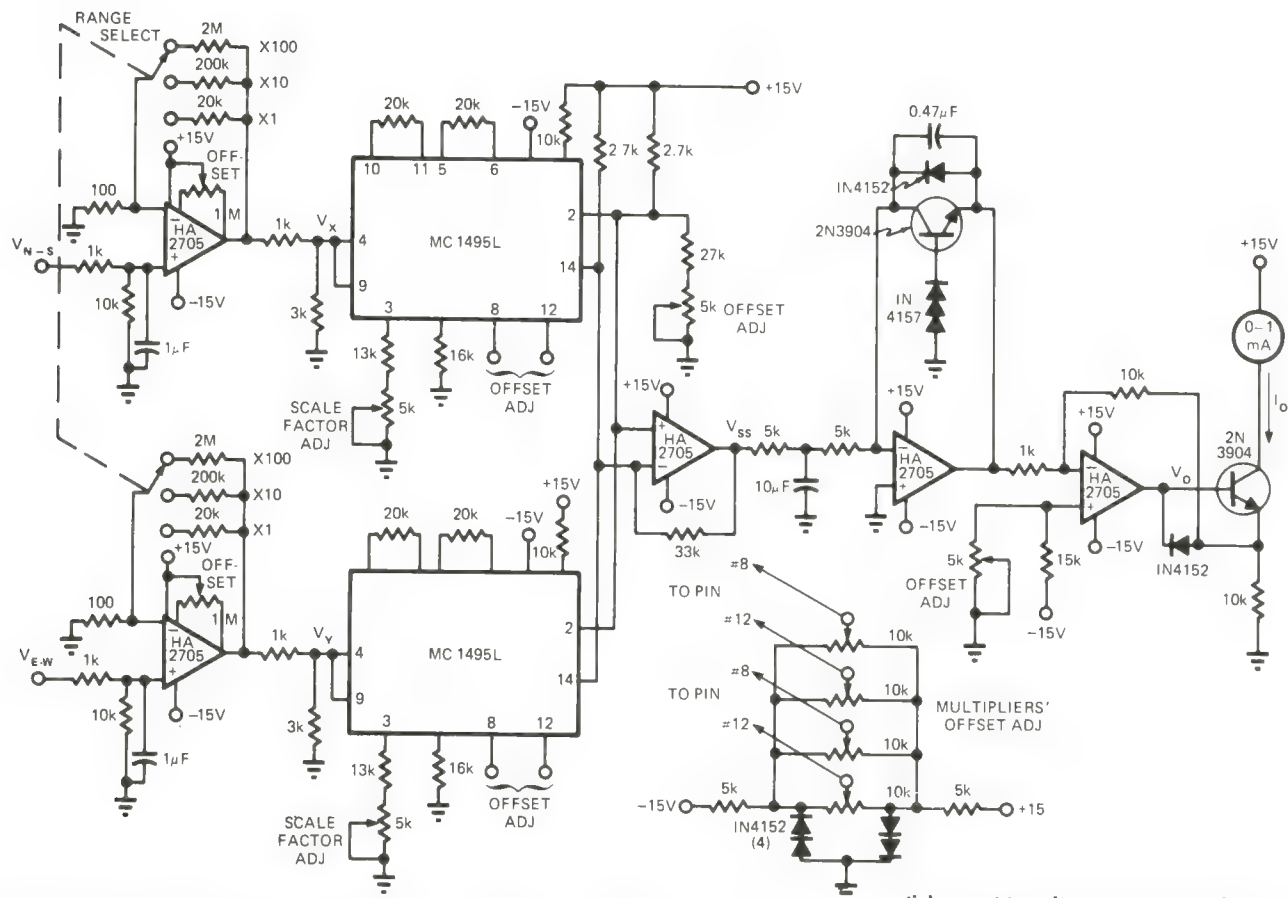 RANGE
SELECT
2M
X100
200k
X10
20k
X1
+15V
OFF-
SET
100
1 M
HA
2705
V N-S
1k
10k
1μF
-15V
1k
V X
3k
20k
20k
-15V
10k
10
11
5
6
4
9
MC 1495L
2
14
3
8
12
13k
16k
SCALE
FACTOR
ADJ
5k
OFFSET
ADJ
+15V
2.7k
2.7k
27k
5k
OFFSET
ADJ
+15V
HA
2705
-15V
33k
V SS
5k
5k
10μF
0.47μF
IN4152
2N3904
IN
4157
+15V
HA
2705
-15V
1k
10k
+15V
HA
2705
-15V
V o
5k
OFFSET
ADJ
15k
-15V
IN4152
+15V
0-1
mA
I o
2N
3904
10k
2M
X100
200k
X10
20k
X1
+15V
OFF-
SET
100
1 M
HA
2705
V E-W
1k
10k
1μF
-15V
1k
V Y
3k
20k
20k
-15V
+15V
10k
4
9
MC 1495L
2
14
3
8
12
13k
16k
SCALE
FACTOR
ADJ
5k
OFFSET
ADJ
TO PIN
#8
#12
TO PIN
#8
#12
10k
10k
10k
10k
MULTIPLIERS'
OFFSET ADJ
-15V
5k
5k
+15
IN4152
(4)